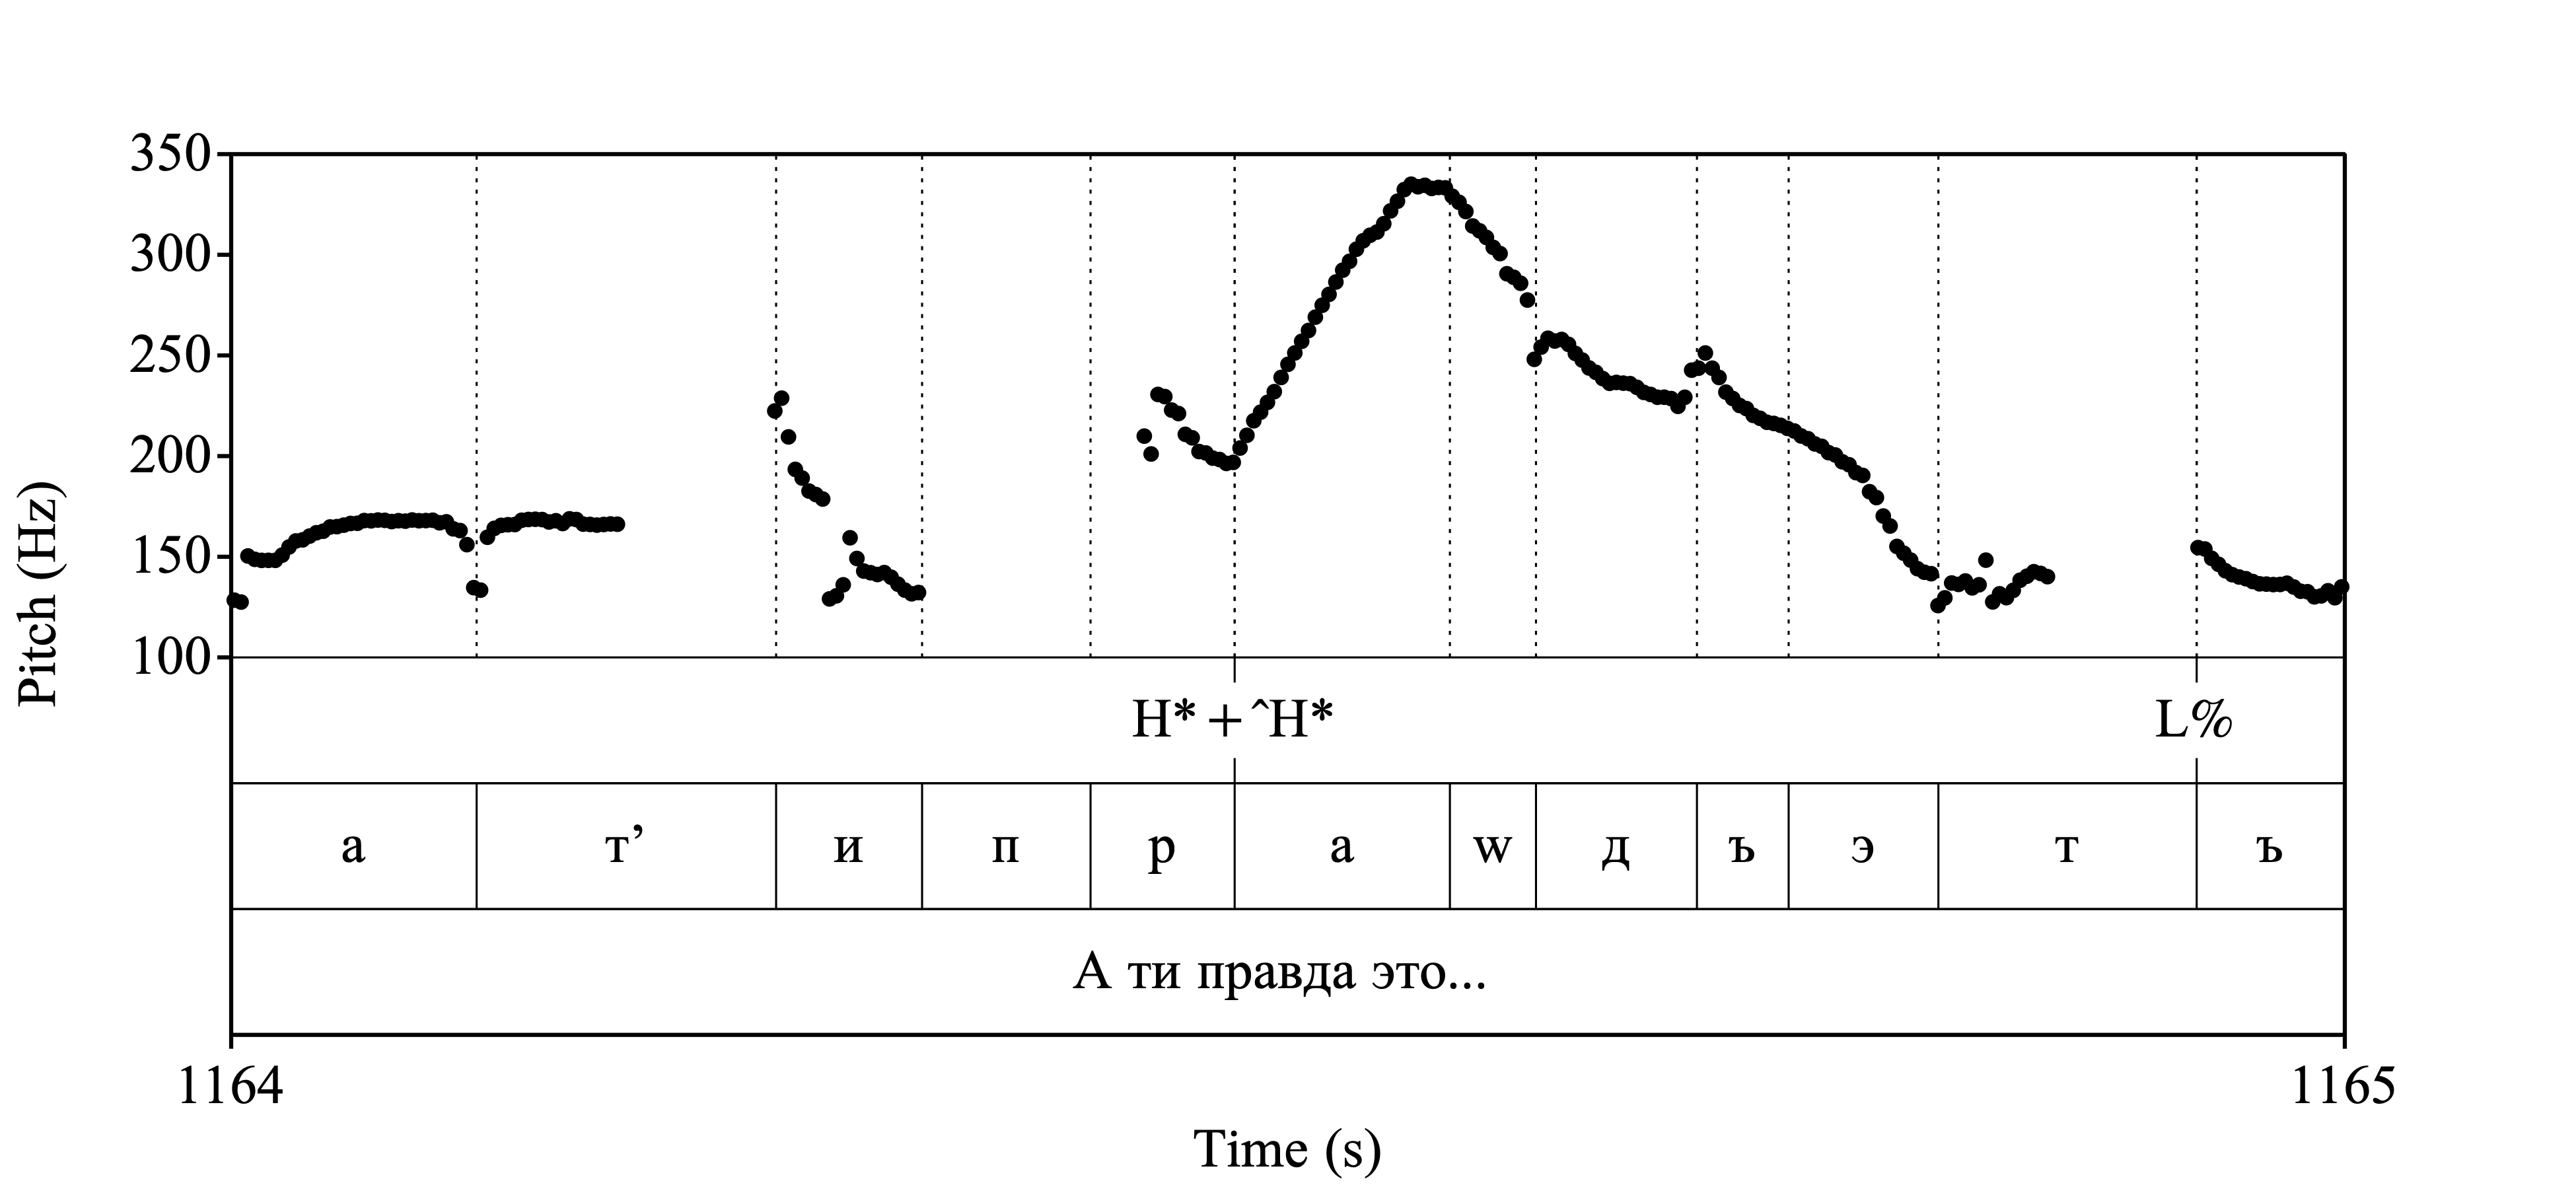 350
300
250
200
150
100
Pitch (Hz)
H* + ^H* L%
а т’ и п р а w д ъ э т ъ
А ти правда это...
1164 1165
Time (s)